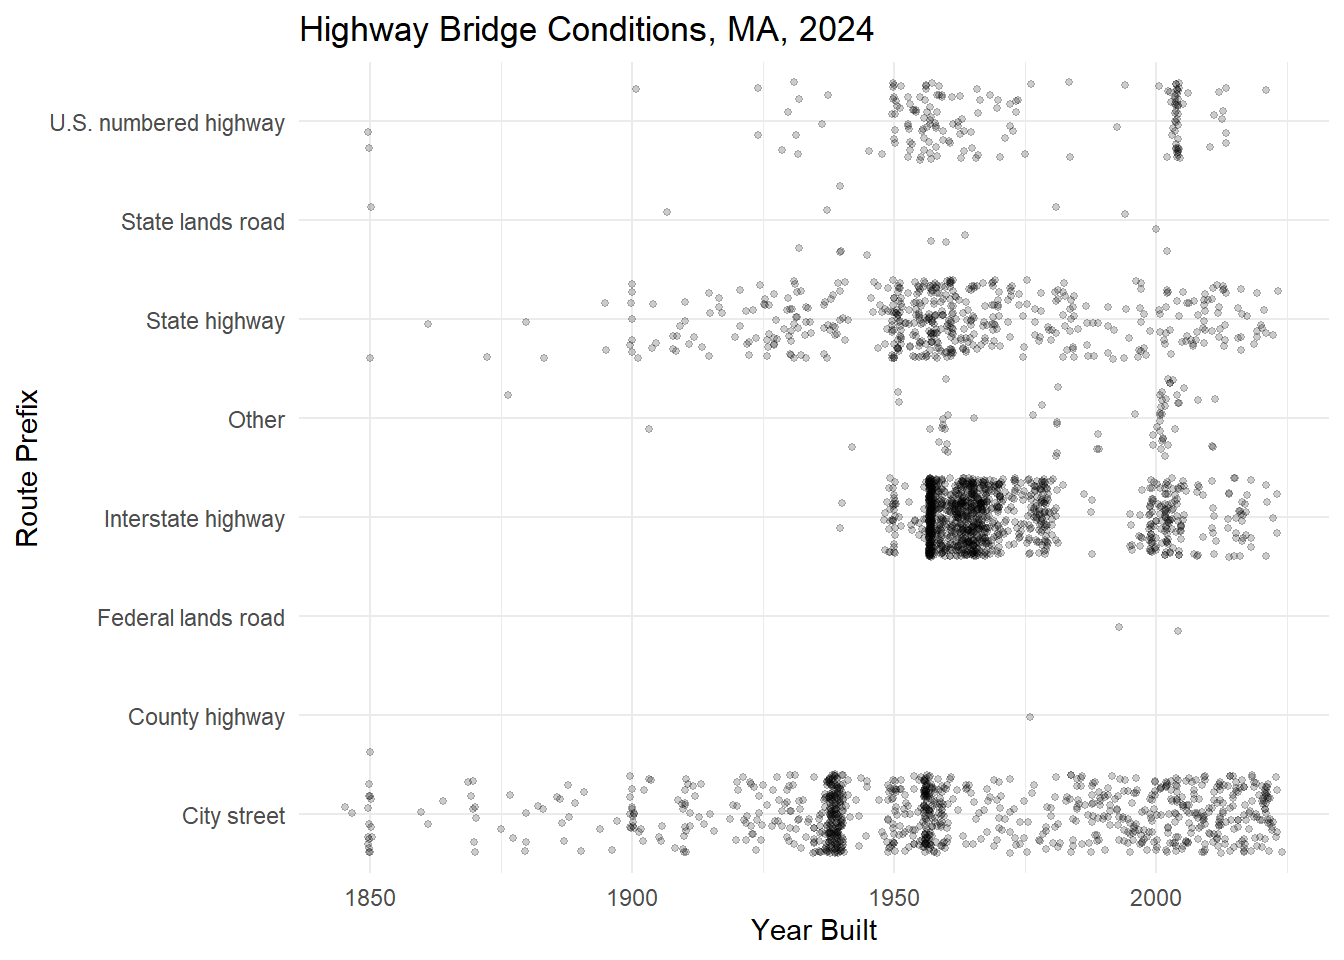 Highway Bridge Conditions, MA, 2024
U.S. numbered highway
State lands road
State highway
Other
Interstate highway
Federal lands road
County highway
City street
Route Prefix
1850 1900 1950 2000
Year Built